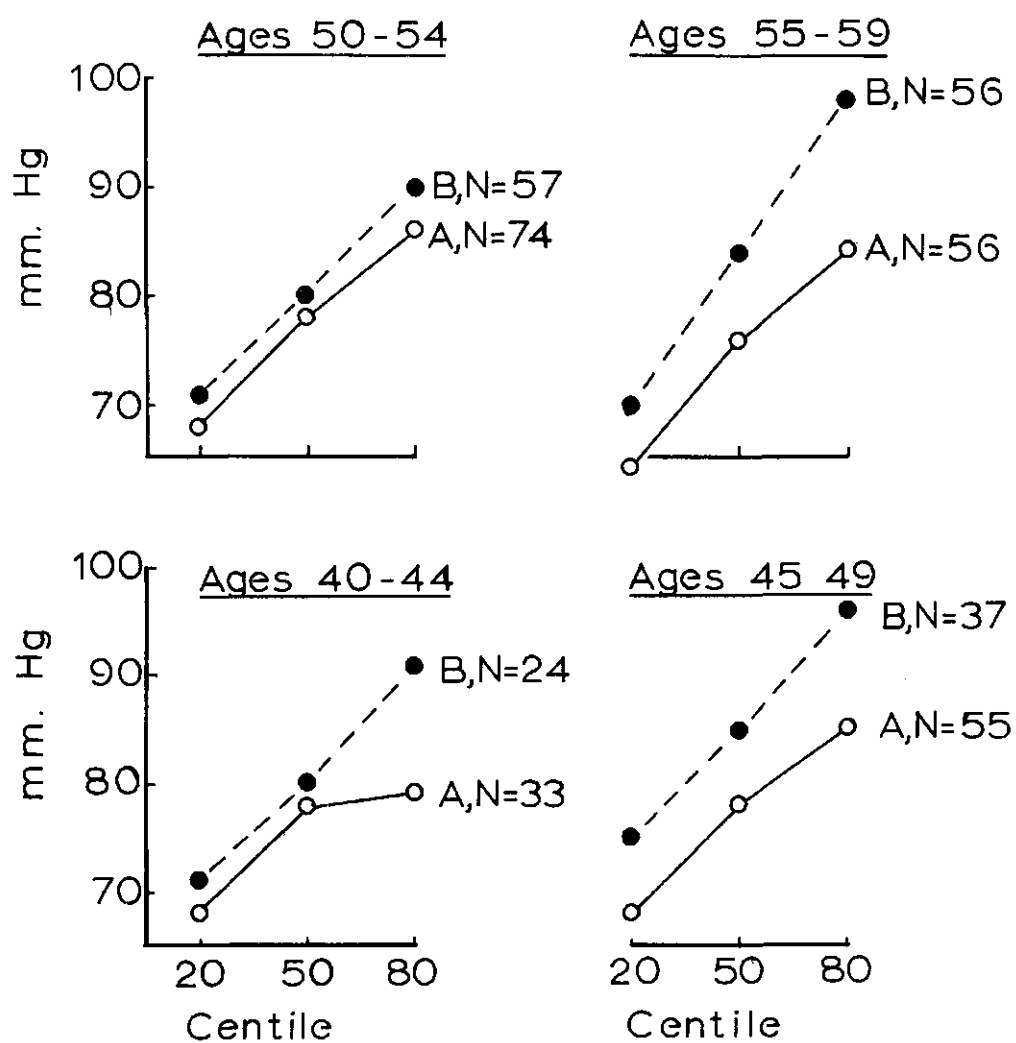 Ages 50-54
Ages 55-59
100
90
80
70
mm. Hg
B,N=57
A,N=74
B,N=56
A,N=56
Ages 40-44
Ages 45 49
100
90
80
70
mm. Hg
B,N=24
A,N=33
B,N=37
A,N=55
20 50 80
20 50 80
Centile
Centile